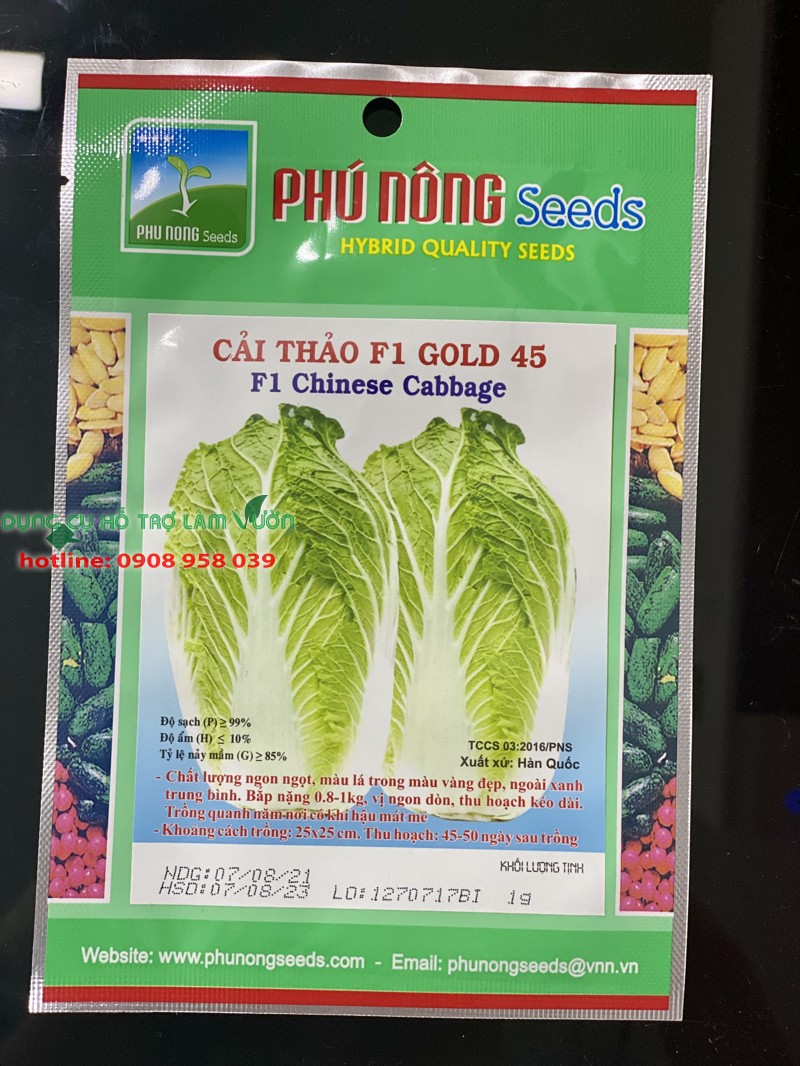 PHU NONG Seeds
PHÚ NÔNG Seeds
HYBRID QUALITY SEEDS
CẢI THẢO F1 GOLD 45
F1 Chinese Cabbage
DỤNG CỤ HỖ TRỢ LÀM VƯỜN
hotline: 0908 958 039
Độ sạch (P) ≥ 99%
Độ ẩm (H) ≤ 10%
Tỷ lệ nảy mầm (G) ≥ 85%
TCCS 03:2016/PNS
Xuất xứ: Hàn Quốc
- Chất lượng ngon ngọt, màu lá trong màu vàng đẹp, ngoài xanh
trung bình. Bắp nặng 0.8-1kg, vị ngon dòn, thu hoạch kéo dài.
Trồng quanh năm nơi có khí hậu mát mẻ
- Khoảng cách trồng: 25x25 cm. Thu hoạch: 45-50 ngày sau trồng
KHỐI LƯỢNG TỊNH
NDG:07/08/21
HSD:07/08/23 LO:1270717BI 1g
Website: www.phunongseeds.com - Email: phunongseeds@vnn.vn